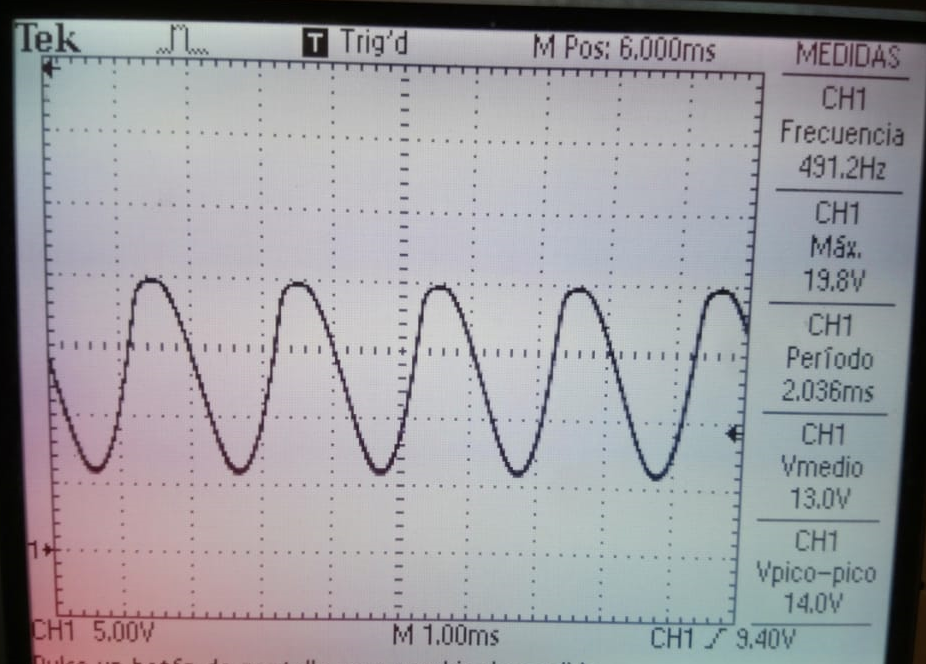 Tek
T Trig'd
M Pos: 6.000ms
MEDIDAS
CH1
Frecuencia
491.2Hz
CH1
Máx.
19.8V
CH1
Período
2.036ms
CH1
Vmedio
13.0V
CH1
Vpico-pico
14.0V
1
CH1 5.00V
M 1.00ms
CH1 9.40V